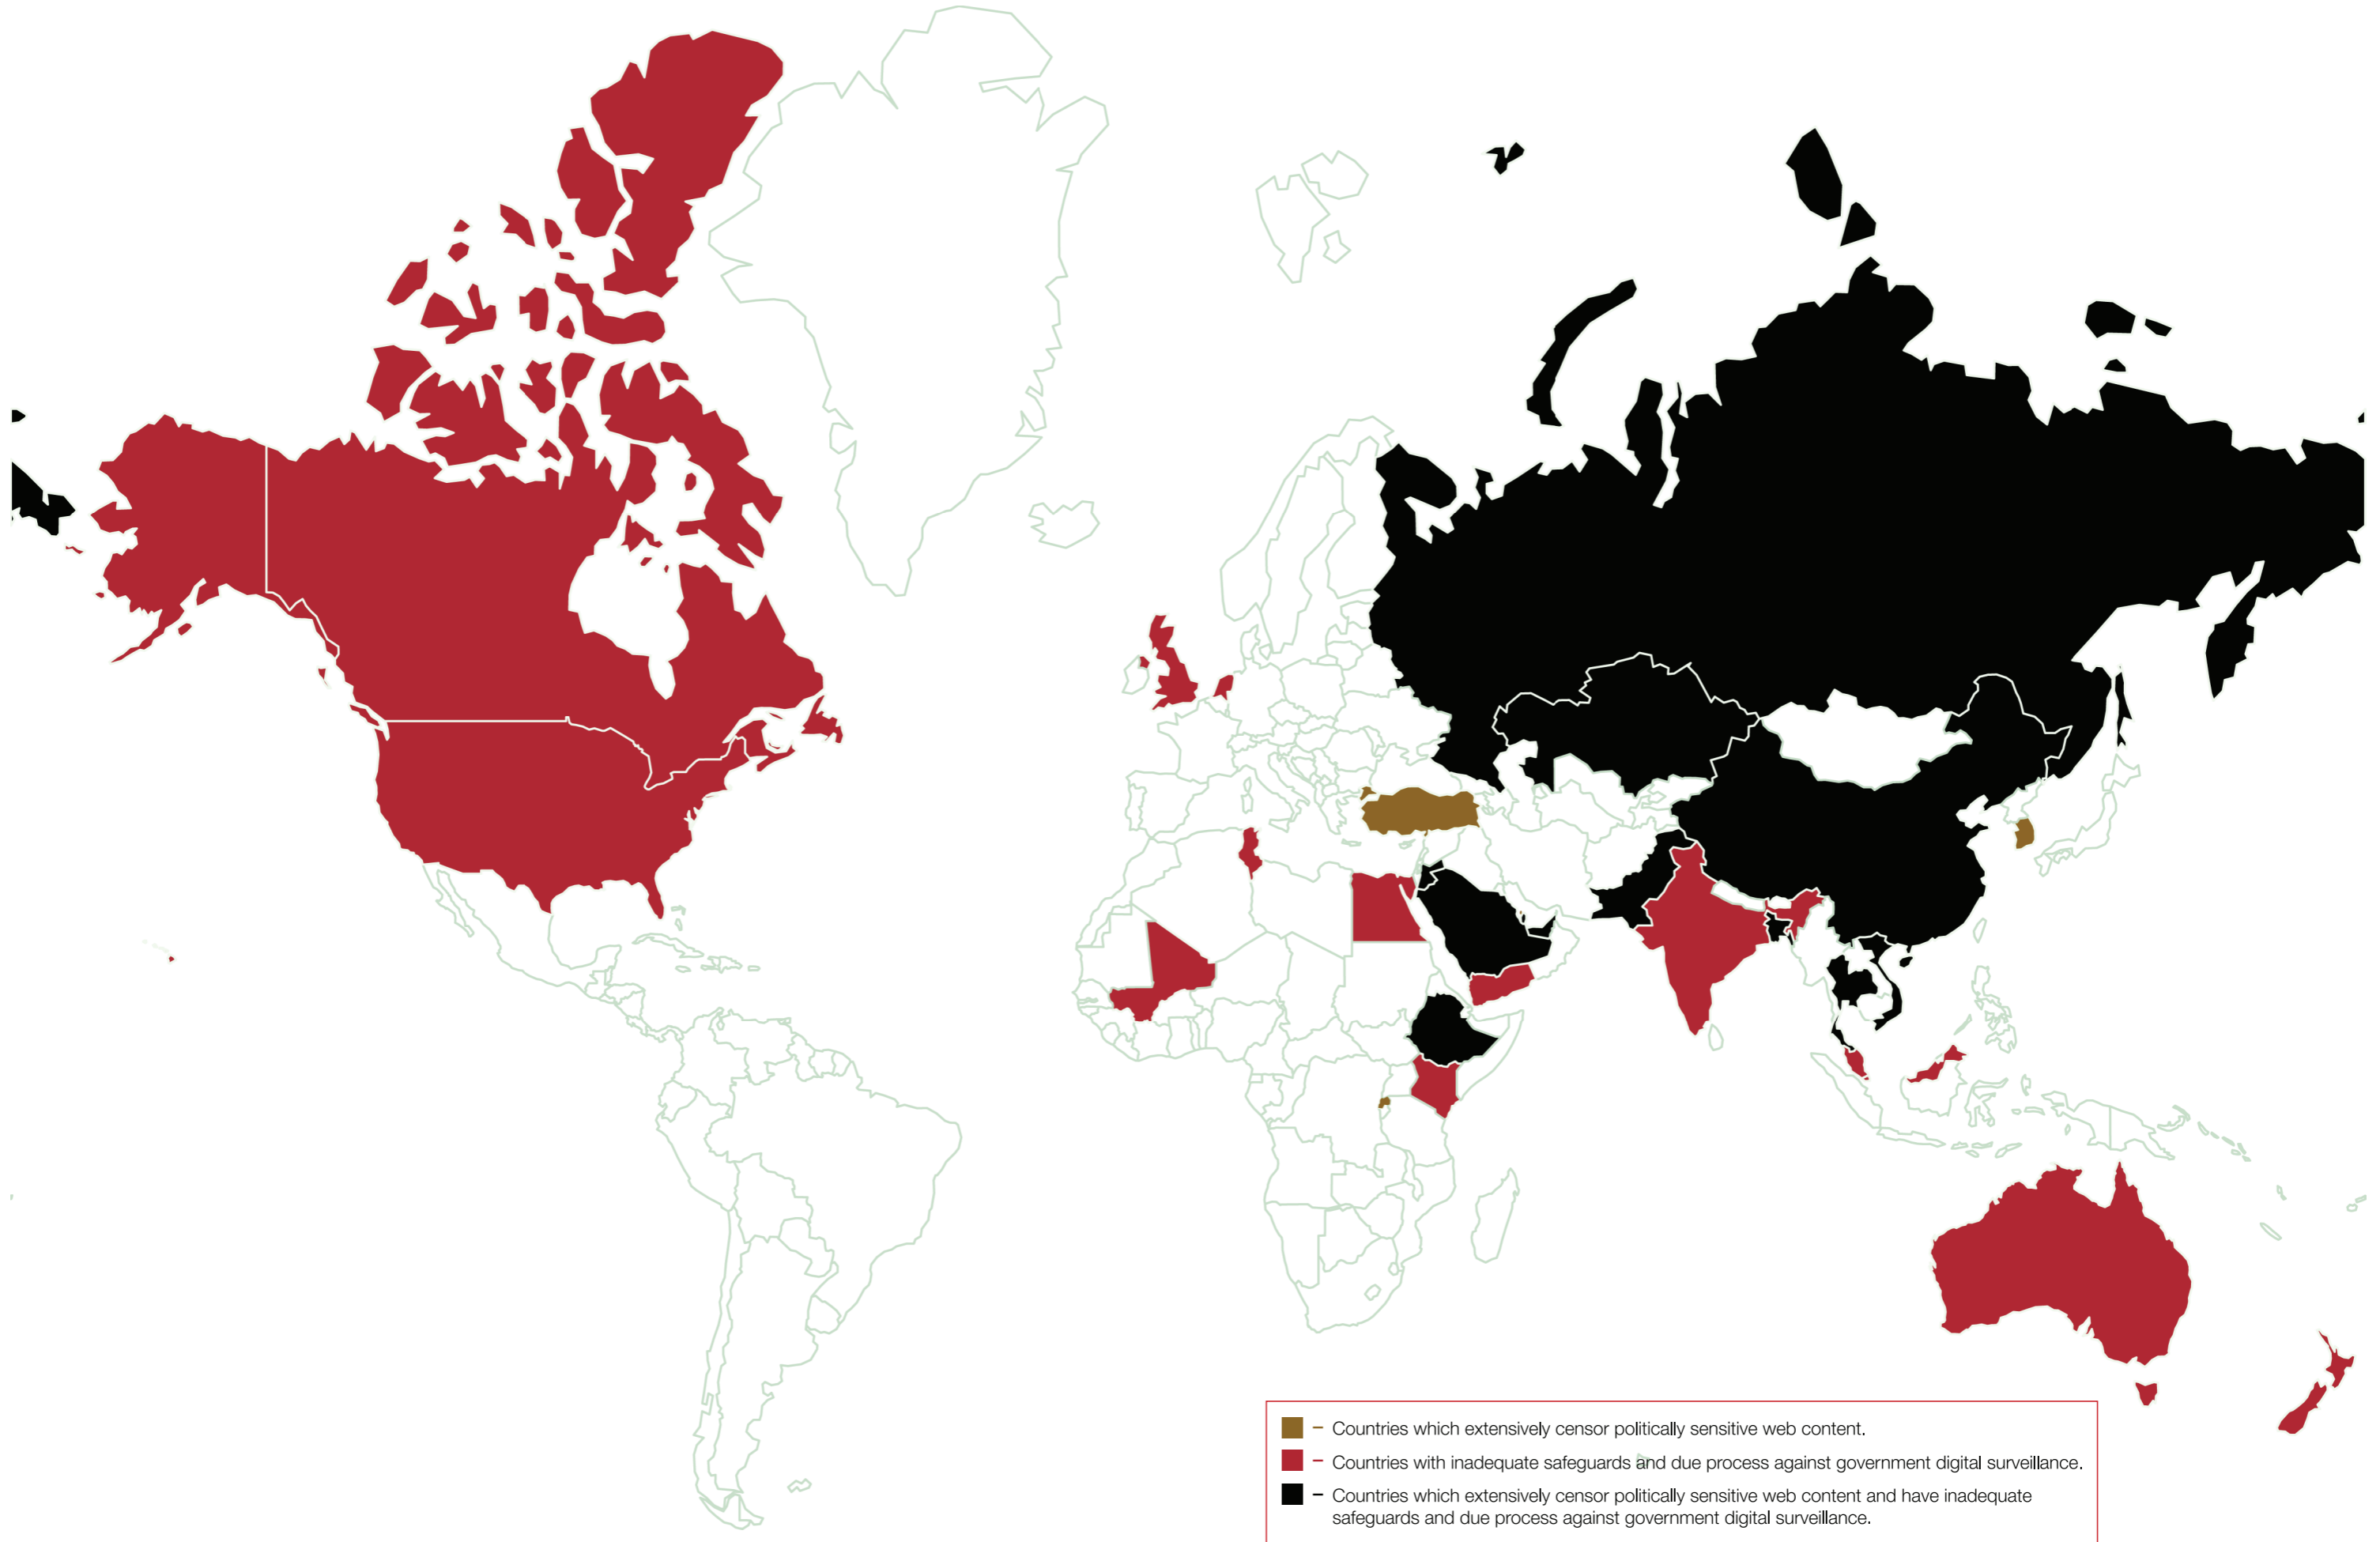 – Countries which extensively censor politically sensitive web content.
– Countries with inadequate safeguards and due process against government digital surveillance.
– Countries which extensively censor politically sensitive web content and have inadequate
safeguards and due process against government digital surveillance.